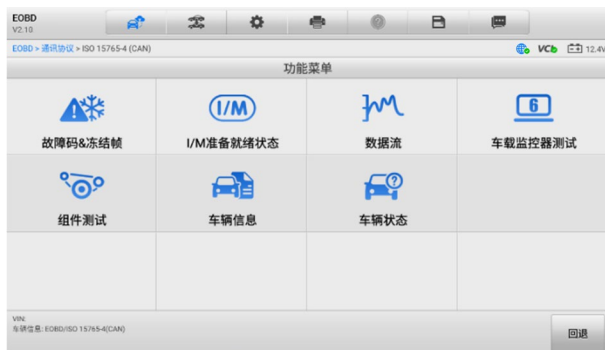 EOBD
V2.10
EOBD > 通讯协议 > ISO 15765-4 (CAN)
VCI 12.4V
功能菜单
I/M
6
故障码&冻结帧
I/M准备就绪状态
数据流
车载监控器测试
组件测试
车辆信息
车辆状态
VIN:
车辆信息: EOBD/ISO 15765-4(CAN)
回退